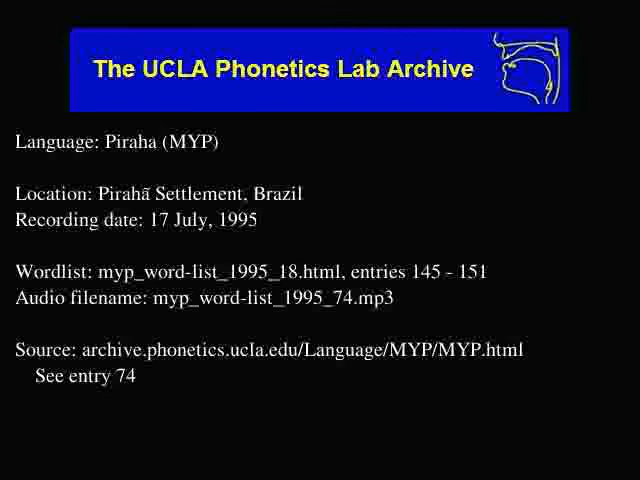 The UCLA Phonetics Lab Archive
Language: Piraha (MYP)
Location: Pirahã Settlement, Brazil
Recording date: 17 July, 1995
Wordlist: myp_word-list_1995_18.html, entries 145 - 151
Audio filename: myp_word-list_1995_74.mp3
Source: archive.phonetics.ucla.edu/Language/MYP/MYP.html
See entry 74